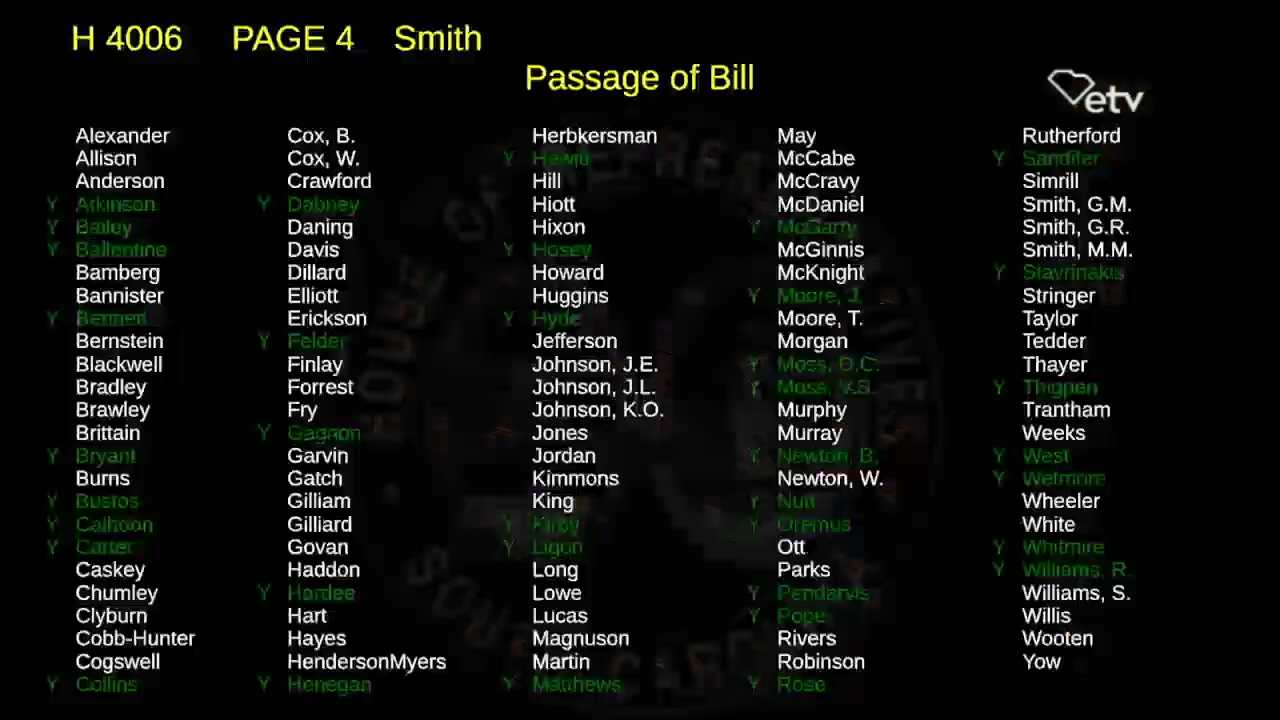 H 4006 PAGE 4 Smith
Passage of Bill
etv
Alexander
Allison
Anderson
Y Atkinson
Y Bailey
Y Ballentine
Bamberg
Bannister
Y Bennett
Bernstein
Blackwell
Bradley
Brawley
Brittain
Y Bryant
Burns
Y Bustos
Y Calhoon
Y Carter
Caskey
Chumley
Clyburn
Cobb-Hunter
Cogswell
Y Collins
Cox, B.
Cox, W.
Crawford
Y Dabney
Daning
Davis
Dillard
Elliott
Erickson
Y Felder
Finlay
Forrest
Fry
Y Gagnon
Garvin
Gatch
Gilliam
Gilliard
Govan
Haddon
Y Hardee
Hart
Hayes
HendersonMyers
Y Henegan
Herbkersman
Y Hewitt
Hill
Hiott
Hixon
Y Hosey
Howard
Huggins
Y Hyde
Jefferson
Johnson, J.E.
Johnson, J.L.
Johnson, K.O.
Jones
Jordan
Kimmons
King
Y Kirby
Y Ligon
Long
Lowe
Lucas
Magnuson
Martin
Y Matthews
May
McCabe
McCravy
McDaniel
Y McGarry
McGinnis
McKnight
Y Moore, J.
Moore, T.
Morgan
Y Moss, D.C.
Y Moss, V.S.
Murphy
Murray
Y Newton, B.
Newton, W.
Y Nutt
Y Oremus
Ott
Parks
Y Pendarvis
Y Pope
Rivers
Robinson
Y Rose
Rutherford
Y Sandifer
Simrill
Smith, G.M.
Smith, G.R.
Smith, M.M.
Y Stavrinakis
Stringer
Taylor
Tedder
Thayer
Y Thigpen
Trantham
Weeks
Y West
Y Wetmore
Wheeler
White
Y Whitmire
Y Williams, R.
Williams, S.
Willis
Wooten
Yow